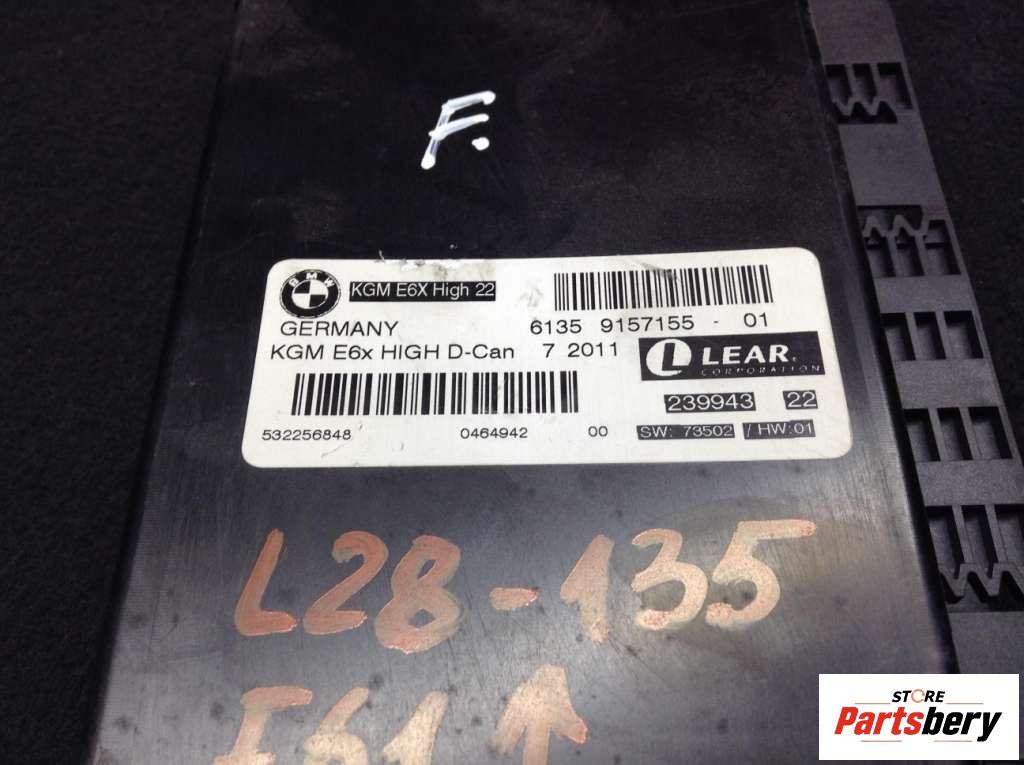 F.
BMW
KGM E6X High 22
GERMANY
6135 9157155 - 01
KGM E6x HIGH D-Can 7 2011
L LEAR.
CORPORATION
239943 22
532256848 0464942 00 SW: 73502 / HW:01
L28-135
E61 ↑
STORE
Partsbery